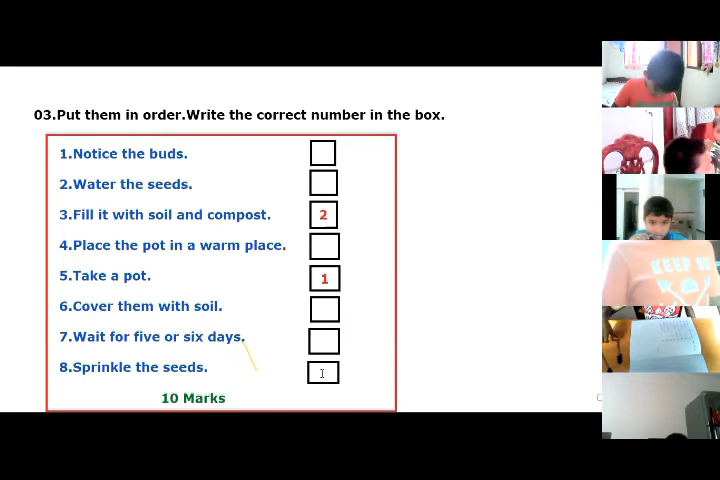 03.Put them in order.Write the correct number in the box.
1.Notice the buds.
2.Water the seeds.
3.Fill it with soil and compost. 2
4.Place the pot in a warm place.
5.Take a pot. 1
6.Cover them with soil.
7.Wait for five or six days.
8.Sprinkle the seeds.
10 Marks
KEEP